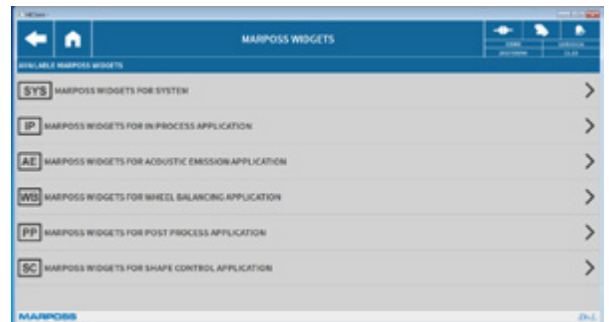 MARPOSS WIDGETS
AVAILABLE MARPOSS WIDGETS
SYS MARPOSS WIDGETS FOR SYSTEM
IP MARPOSS WIDGETS FOR IN PROCESS APPLICATION
AE MARPOSS WIDGETS FOR ACOUSTIC EMISSION APPLICATION
WB MARPOSS WIDGETS FOR WHEEL BALANCING APPLICATION
PP MARPOSS WIDGETS FOR POST PROCESS APPLICATION
SC MARPOSS WIDGETS FOR SHAPE CONTROL APPLICATION
MARPOSS